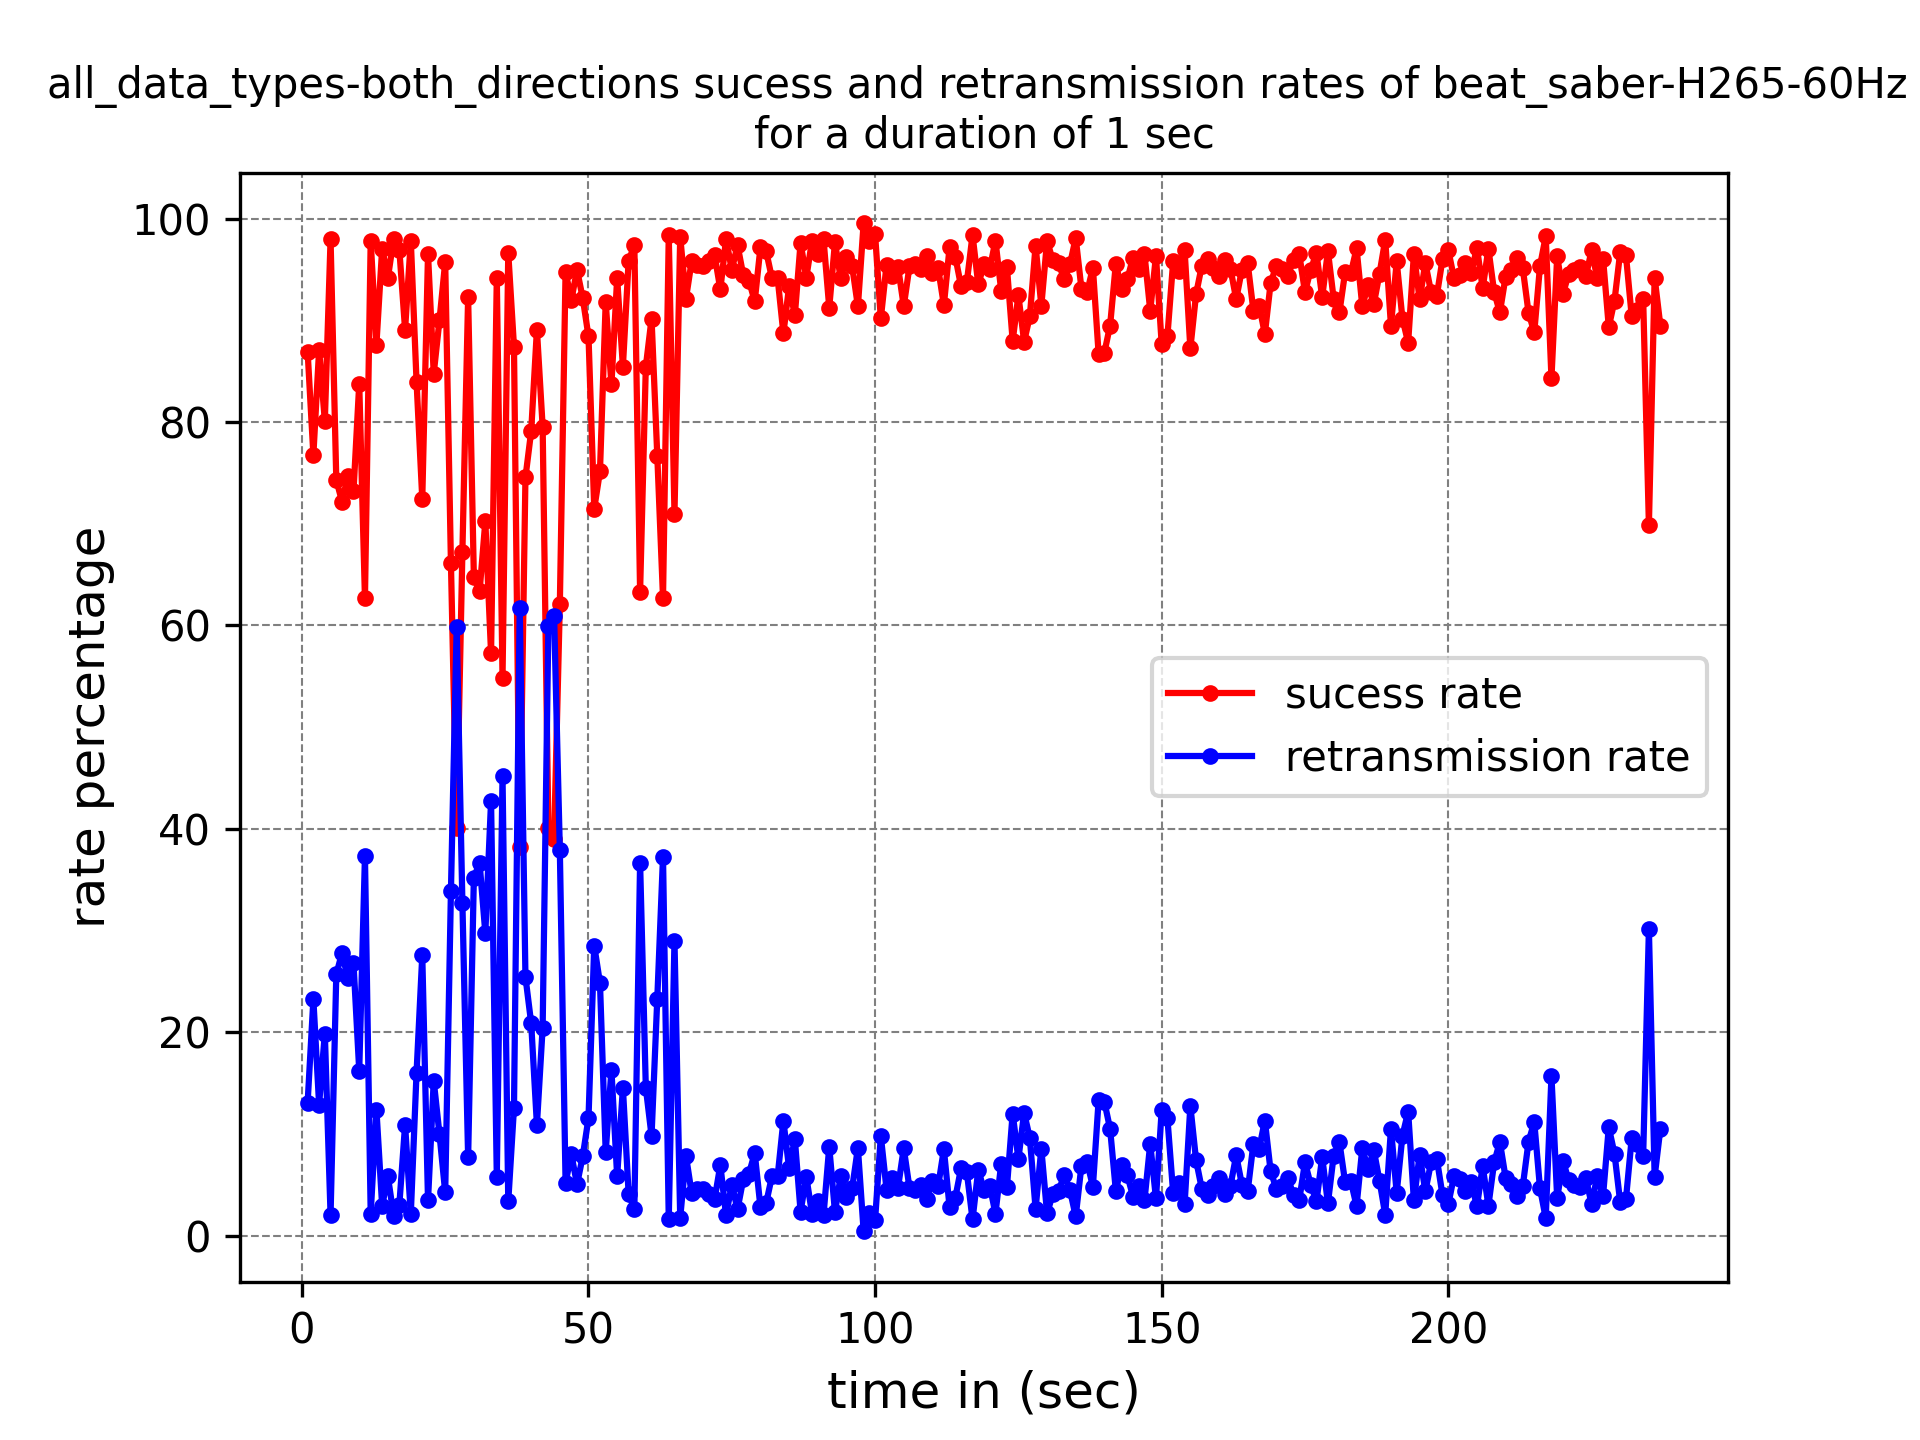 all_data_types-both_directions sucess and retransmission rates of beat_saber-H265-60Hz
for a duration of 1 sec
100
80
60
40
20
0
rate percentage
sucess rate
retransmission rate
0 50 100 150 200
time in (sec)